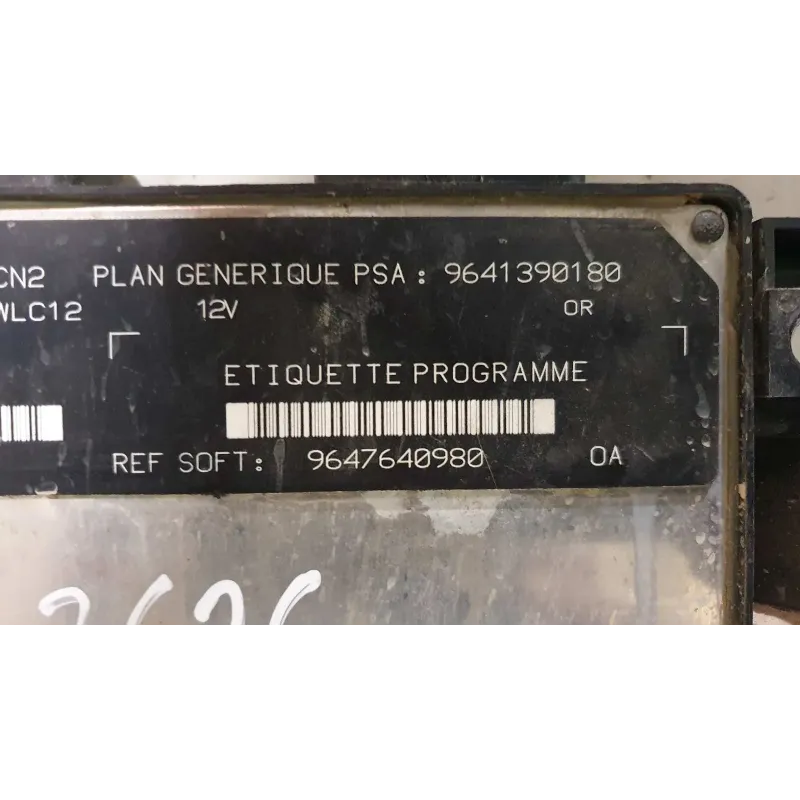 CN2 PLAN GENERIQUE PSA : 9641390180
WLC12 12V OR
ETIQUETTE PROGRAMME
REF SOFT: 9647640980 OA